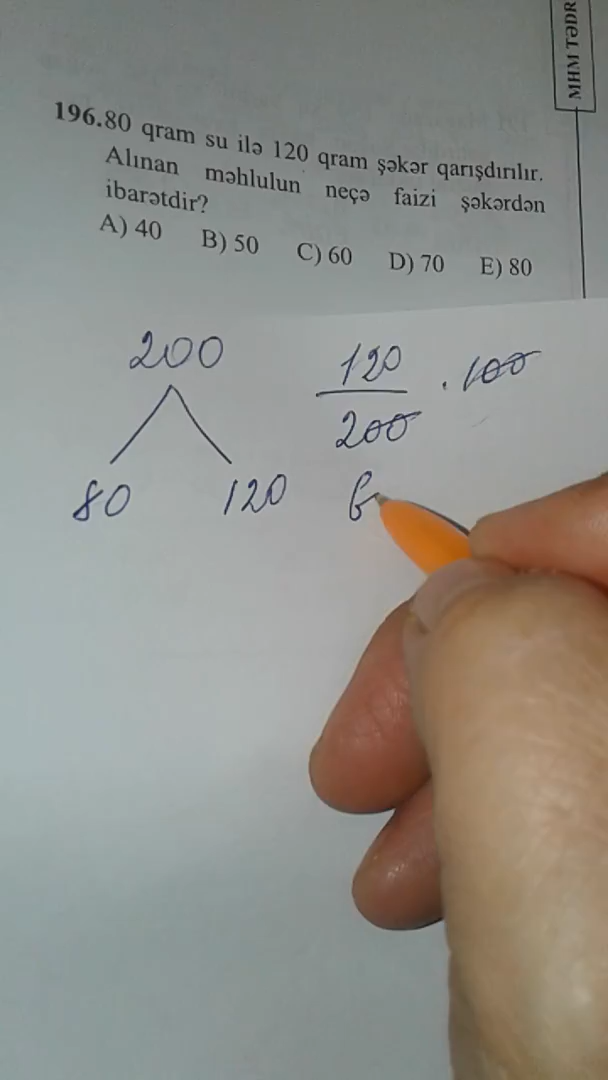 MHM TƏDR
196.80 qram su ilə 120 qram şəkər qarışdırılır.
Alınan məhlulun neçə faizi şəkərdən
ibarətdir?
A) 40 B) 50 C) 60 D) 70 E) 80
200
80 120
120
200
. 100
6